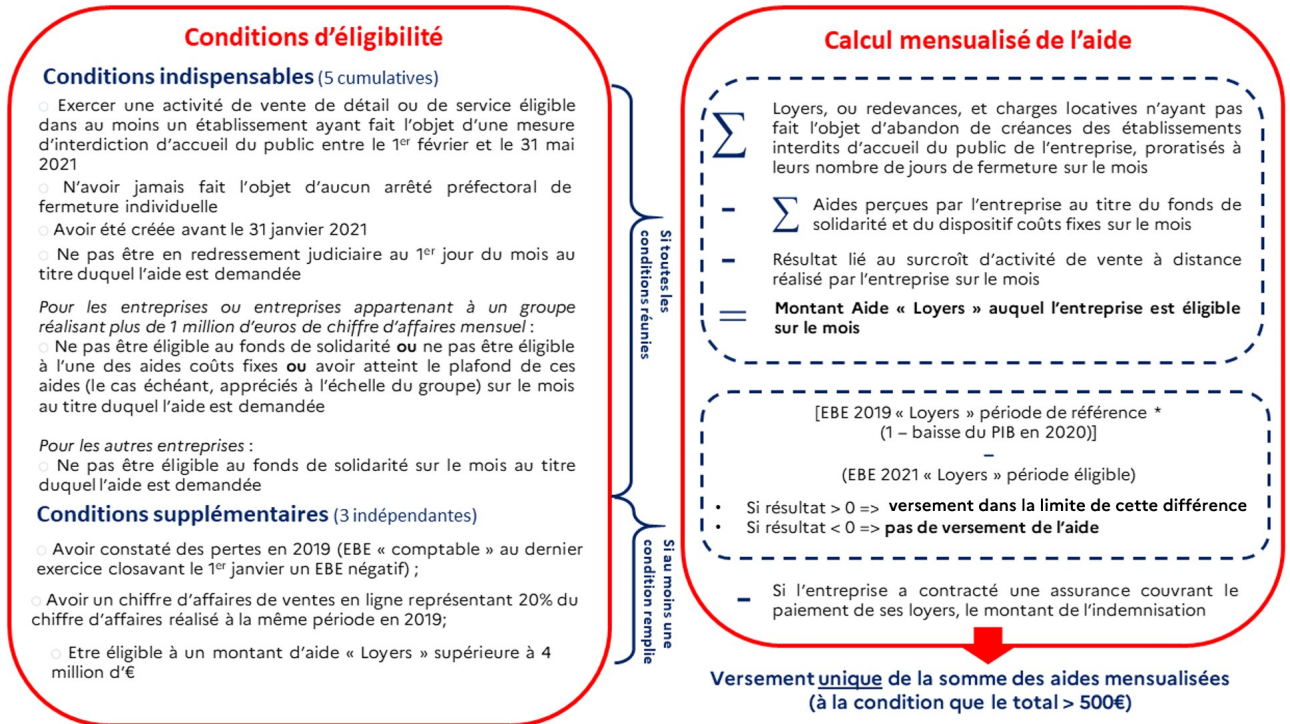 Conditions d'éligibilité
Conditions indispensables (5 cumulatives)
Exercer une activité de vente de détail ou de service éligible
dans au moins un établissement ayant fait l'objet d'une mesure
d'interdiction d'accueil du public entre le 1er février et le 31 mai
2021
N'avoir jamais fait l'objet d'aucun arrêté préfectoral de
fermeture individuelle
Avoir été créée avant le 31 janvier 2021
Ne pas être en redressement judiciaire au 1er jour du mois au
titre duquel l'aide est demandée
Pour les entreprises ou entreprises appartenant à un groupe
réalisant plus de 1 million d'euros de chiffre d'affaires mensuel :
Ne pas être éligible au fonds de solidarité ou ne pas être éligible
à l'une des aides coûts fixes ou avoir atteint le plafond de ces
aides (le cas échéant, appréciés à l'échelle du groupe) sur le mois
au titre duquel l'aide est demandée
Pour les autres entreprises :
Ne pas être éligible au fonds de solidarité sur le mois au titre
duquel l'aide est demandée
Conditions supplémentaires (3 indépendantes)
Avoir constaté des pertes en 2019 (EBE « comptable » au dernier
exercice closavant le 1er janvier un EBE négatif) ;
Avoir un chiffre d'affaires de ventes en ligne représentant 20% du
chiffre d'affaires réalisé à la même période en 2019;
Etre éligible à un montant d'aide « Loyers » supérieure à 4
million d'€
Si toutes les
conditions réunies
Si au moins une
condition remplie
Calcul mensualisé de l'aide
∑ Loyers, ou redevances, et charges locatives n'ayant pas
fait l'objet d'abandon de créances des établissements
interdits d'accueil du public de l'entreprise, proratisés à
leurs nombre de jours de fermeture sur le mois
- ∑ Aides perçues par l'entreprise au titre du fonds de
solidarité et du dispositif coûts fixes sur le mois
- Résultat lié au surcroît d'activité de vente à distance
réalisé par l'entreprise sur le mois
= Montant Aide « Loyers » auquel l'entreprise est éligible
sur le mois
[EBE 2019 « Loyers » période de référence *
(1 – baisse du PIB en 2020)]
–
(EBE 2021 « Loyers » période éligible)
• Si résultat > 0 => versement dans la limite de cette différence
• Si résultat < 0 => pas de versement de l'aide
- Si l'entreprise a contracté une assurance couvrant le
paiement de ses loyers, le montant de l'indemnisation
Versement unique de la somme des aides mensualisées
(à la condition que le total > 500€)